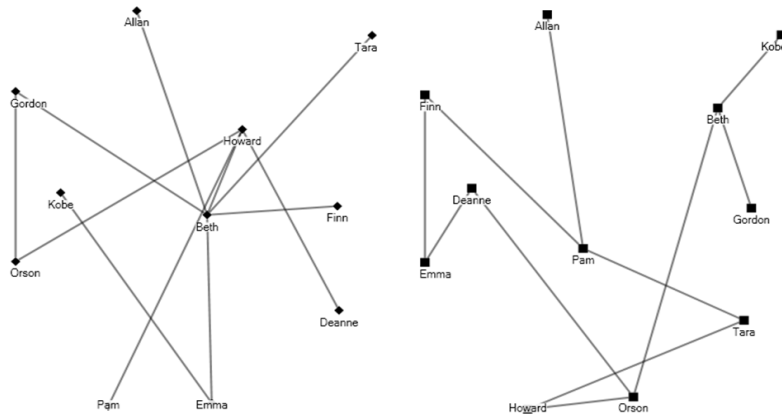 Allan
Tara
Gordon
Howard
Kobe
Beth
Finn
Orson
Deanne
Pam
Emma
Allan
Kobe
Finn
Beth
Deanne
Gordon
Emma
Pam
Tara
Howard
Orson